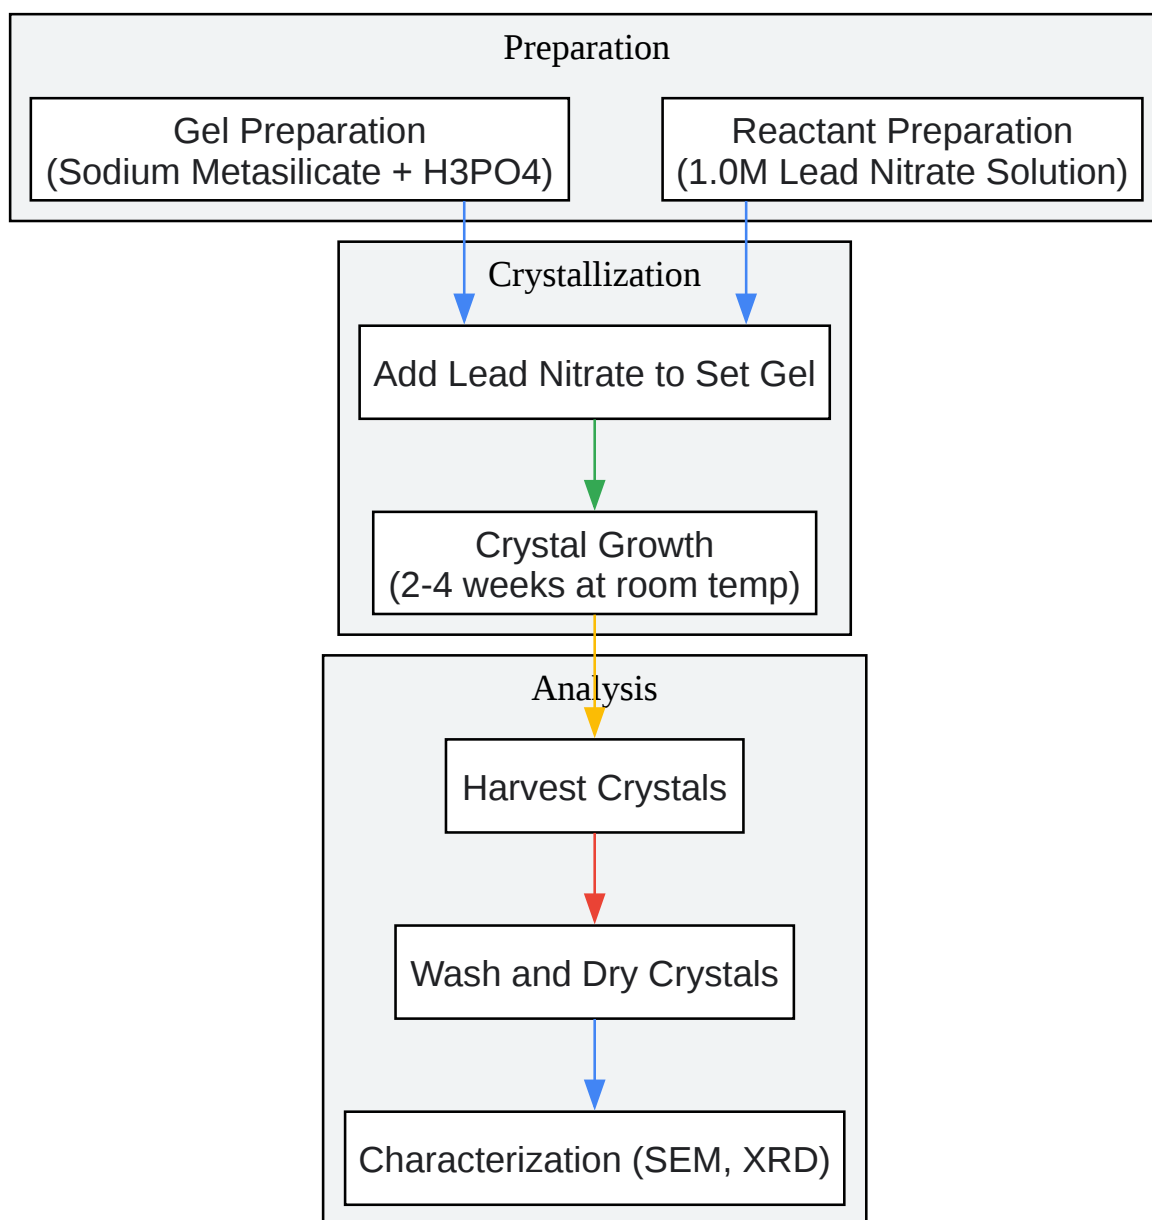 Preparation
Gel Preparation
(Sodium Metasilicate + H3PO4)
Reactant Preparation
(1.0M Lead Nitrate Solution)
Crystallization
Add Lead Nitrate to Set Gel
Crystal Growth
(2-4 weeks at room temp)
Analysis
Harvest Crystals
Wash and Dry Crystals
Characterization (SEM, XRD)